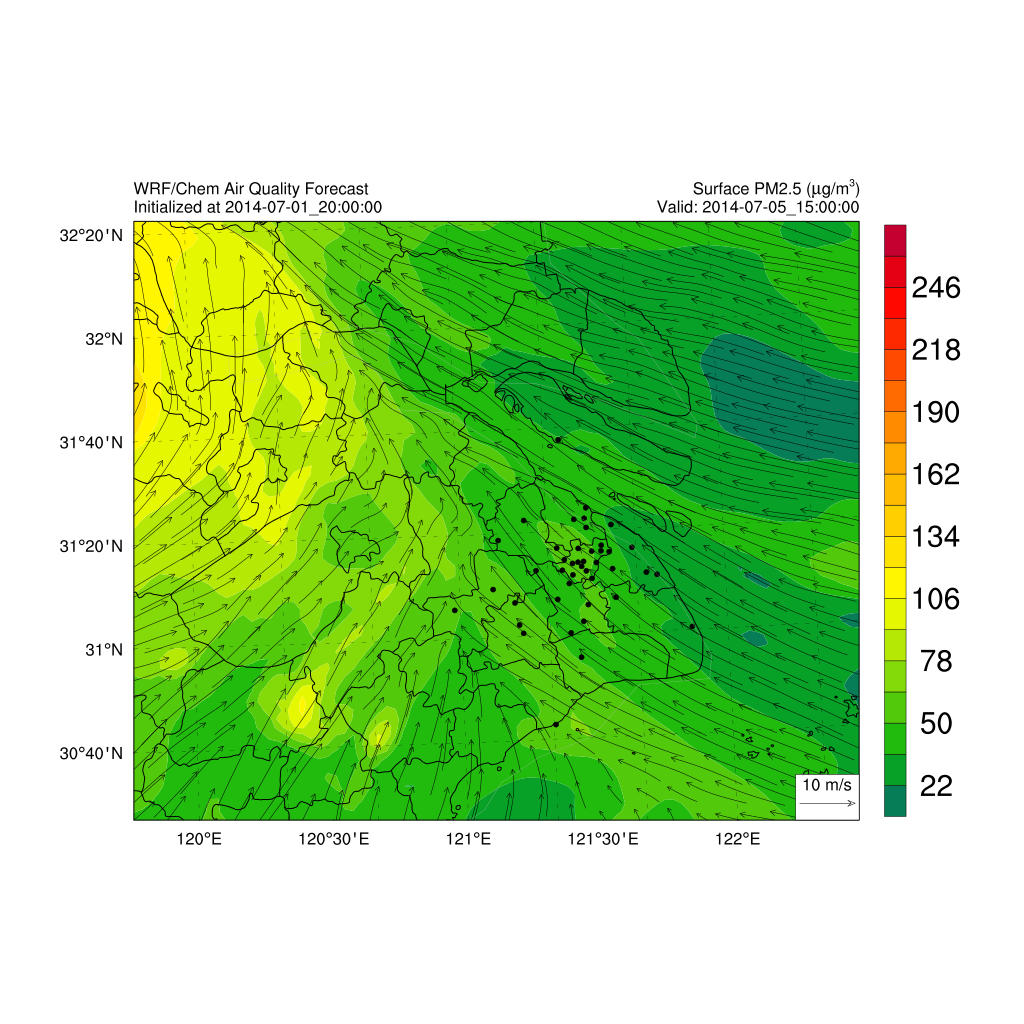 WRF/Chem Air Quality Forecast
Surface PM2.5 (μg/m³)
Initialized at 2014-07-01_20:00:00
Valid: 2014-07-05_15:00:00
32°20'N
32°N
31°40'N
31°20'N
31°N
30°40'N
120°E
120°30'E
121°E
121°30'E
122°E
10 m/s
246
218
190
162
134
106
78
50
22